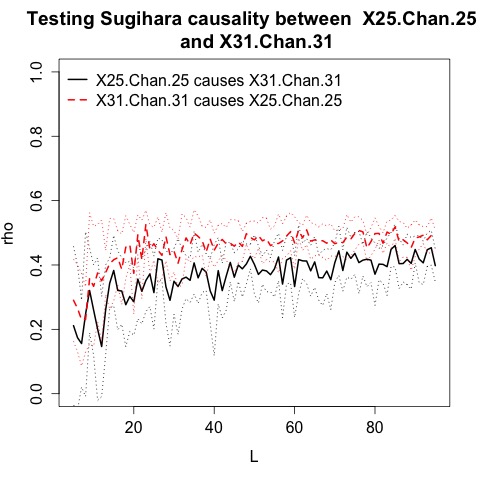 Testing Sugihara causality between  X25.Chan.25
and X31.Chan.31
X25.Chan.25 causes X31.Chan.31
X31.Chan.31 causes X25.Chan.25
rho
1.0
0.8
0.6
0.4
0.2
0.0
20 40 60 80
L